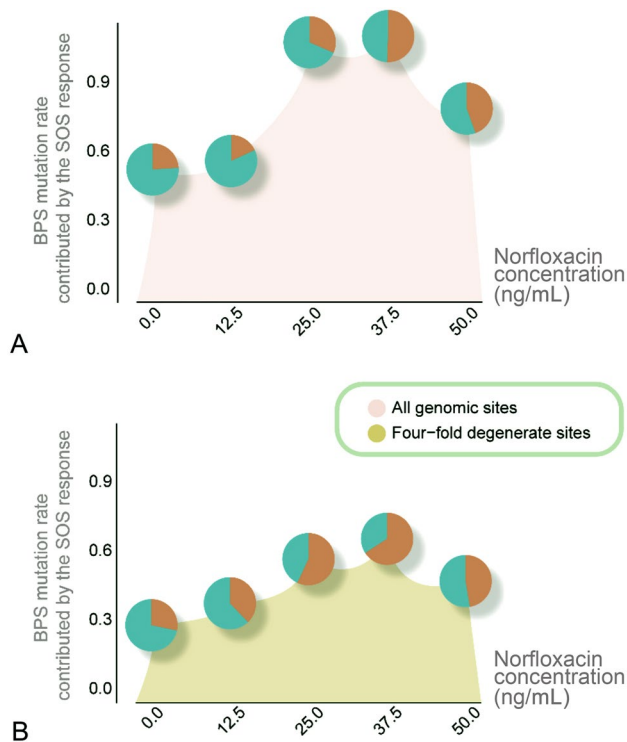 BPS mutation rate
contributed by the SOS response
0.9
0.6
0.3
0.0
0.0
12.5
25.0
37.5
50.0
Norfloxacin
concentration
(ng/mL)
A
All genomic sites
Four-fold degenerate sites
BPS mutation rate
contributed by the SOS response
0.9
0.6
0.3
0.0
0.0
12.5
25.0
37.5
50.0
Norfloxacin
concentration
(ng/mL)
B